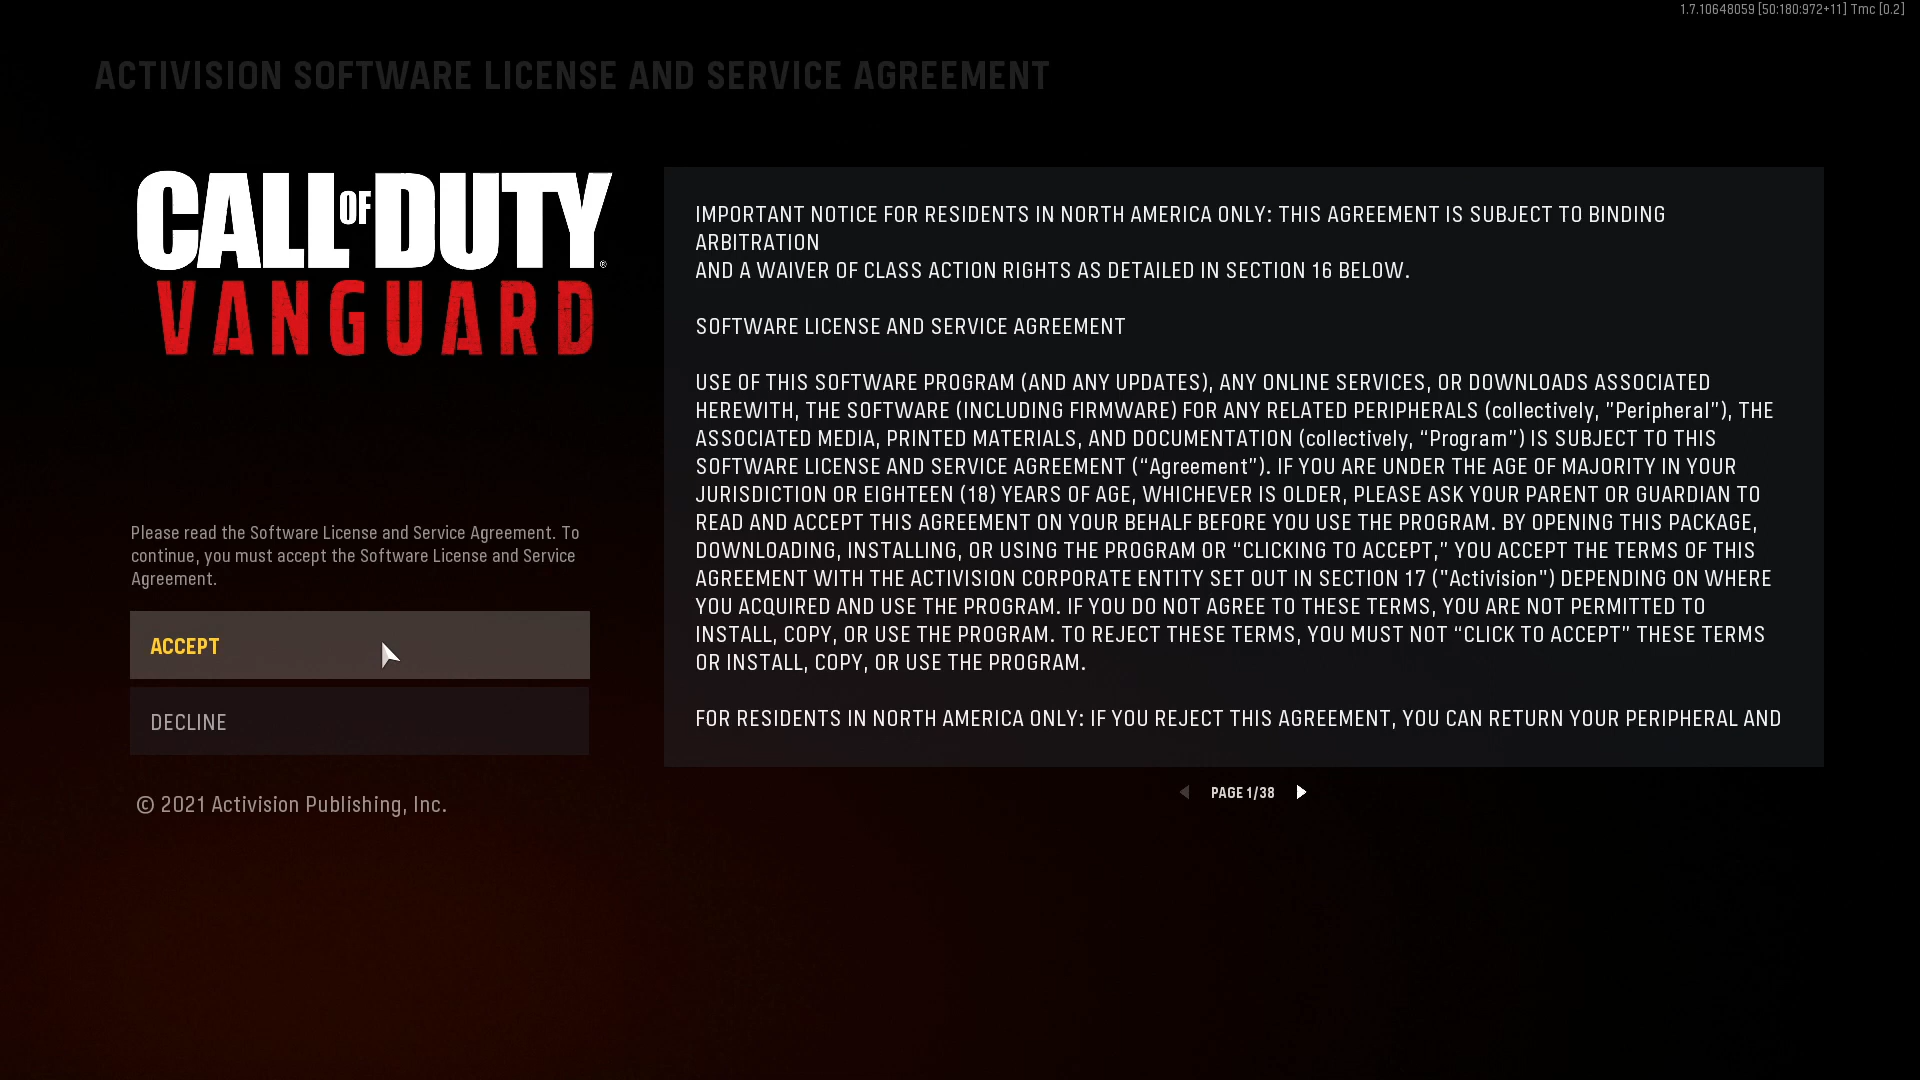 1.7.10648059 [50:180:972+11] Tmc [0.2]
ACTIVISION SOFTWARE LICENSE AND SERVICE AGREEMENT
CALL OF DUTY®
VANGUARD
Please read the Software License and Service Agreement. To
continue, you must accept the Software License and Service
Agreement.
ACCEPT
DECLINE
© 2021 Activision Publishing, Inc.
IMPORTANT NOTICE FOR RESIDENTS IN NORTH AMERICA ONLY: THIS AGREEMENT IS SUBJECT TO BINDING
ARBITRATION
AND A WAIVER OF CLASS ACTION RIGHTS AS DETAILED IN SECTION 16 BELOW.
SOFTWARE LICENSE AND SERVICE AGREEMENT
USE OF THIS SOFTWARE PROGRAM (AND ANY UPDATES), ANY ONLINE SERVICES, OR DOWNLOADS ASSOCIATED
HEREWITH, THE SOFTWARE (INCLUDING FIRMWARE) FOR ANY RELATED PERIPHERALS (collectively, ”Peripheral”), THE
ASSOCIATED MEDIA, PRINTED MATERIALS, AND DOCUMENTATION (collectively, “Program”) IS SUBJECT TO THIS
SOFTWARE LICENSE AND SERVICE AGREEMENT (“Agreement”). IF YOU ARE UNDER THE AGE OF MAJORITY IN YOUR
JURISDICTION OR EIGHTEEN (18) YEARS OF AGE, WHICHEVER IS OLDER, PLEASE ASK YOUR PARENT OR GUARDIAN TO
READ AND ACCEPT THIS AGREEMENT ON YOUR BEHALF BEFORE YOU USE THE PROGRAM. BY OPENING THIS PACKAGE,
DOWNLOADING, INSTALLING, OR USING THE PROGRAM OR “CLICKING TO ACCEPT,” YOU ACCEPT THE TERMS OF THIS
AGREEMENT WITH THE ACTIVISION CORPORATE ENTITY SET OUT IN SECTION 17 (”Activision”) DEPENDING ON WHERE
YOU ACQUIRED AND USE THE PROGRAM. IF YOU DO NOT AGREE TO THESE TERMS, YOU ARE NOT PERMITTED TO
INSTALL, COPY, OR USE THE PROGRAM. TO REJECT THESE TERMS, YOU MUST NOT “CLICK TO ACCEPT” THESE TERMS
OR INSTALL, COPY, OR USE THE PROGRAM.
FOR RESIDENTS IN NORTH AMERICA ONLY: IF YOU REJECT THIS AGREEMENT, YOU CAN RETURN YOUR PERIPHERAL AND
PAGE 1/38